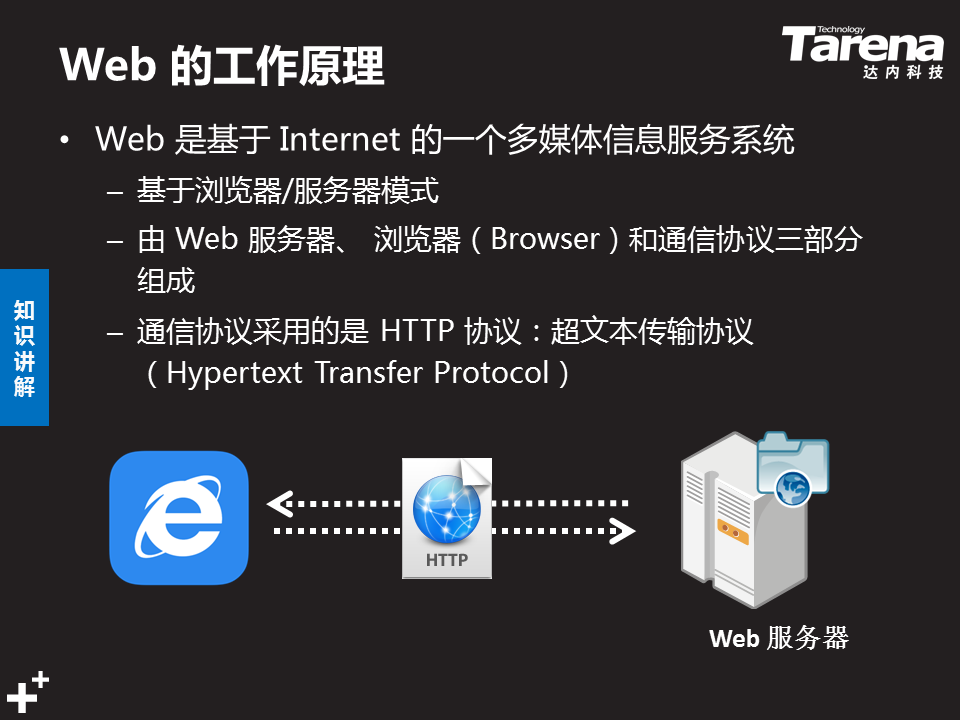 Web 的工作原理
Technology
Tarena
达内科技
• Web 是基于 Internet 的一个多媒体信息服务系统
– 基于浏览器/服务器模式
– 由 Web 服务器、 浏览器（Browser）和通信协议三部分
组成
– 通信协议采用的是 HTTP 协议：超文本传输协议
（Hypertext Transfer Protocol）
知
识
讲
解
HTTP
Web 服务器